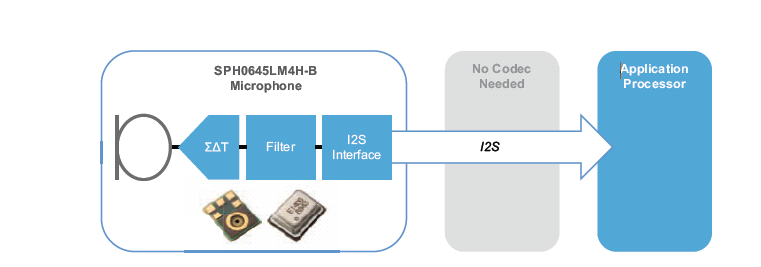 SPH0645LM4H-B
Microphone
ΣΔT
Filter
I2S
Interface
No Codec
Needed
I2S
Application
Processor